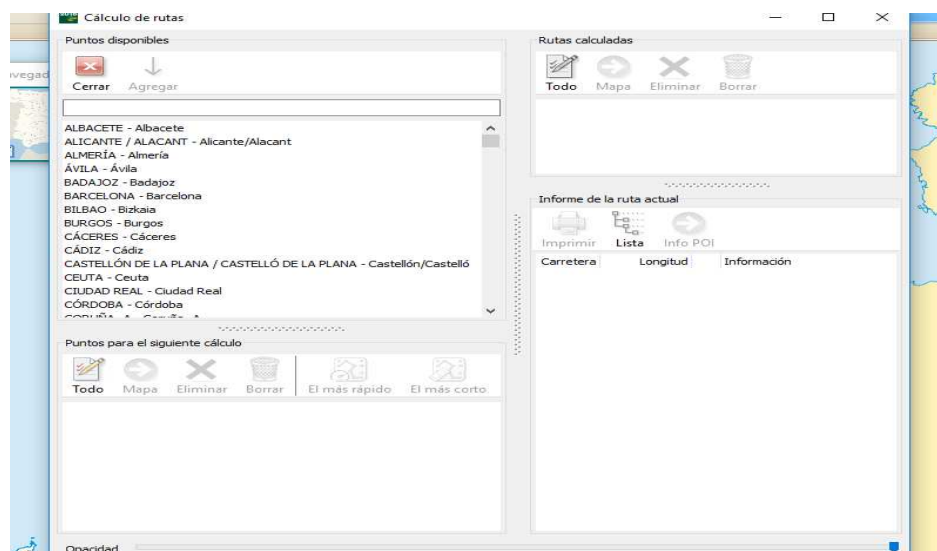 Cálculo de rutas
Puntos disponibles
Cerrar Agregar
ALBACETE - Albacete
ALICANTE / ALACANT - Alicante/Alacant
ALMERÍA - Almería
ÁVILA - Ávila
BADAJOZ - Badajoz
BARCELONA - Barcelona
BILBAO - Bizkaia
BURGOS - Burgos
CÁCERES - Cáceres
CÁDIZ - Cádiz
CASTELLÓN DE LA PLANA / CASTELLÓ DE LA PLANA - Castellón/Castelló
CEUTA - Ceuta
CIUDAD REAL - Ciudad Real
CÓRDOBA - Córdoba
Puntos para el siguiente cálculo
Todo Mapa Eliminar Borrar El más rápido El más corto
Opacidad
Rutas calculadas
Todo Mapa Eliminar Borrar
Informe de la ruta actual
Imprimir Lista Info POI
Carretera Longitud Información